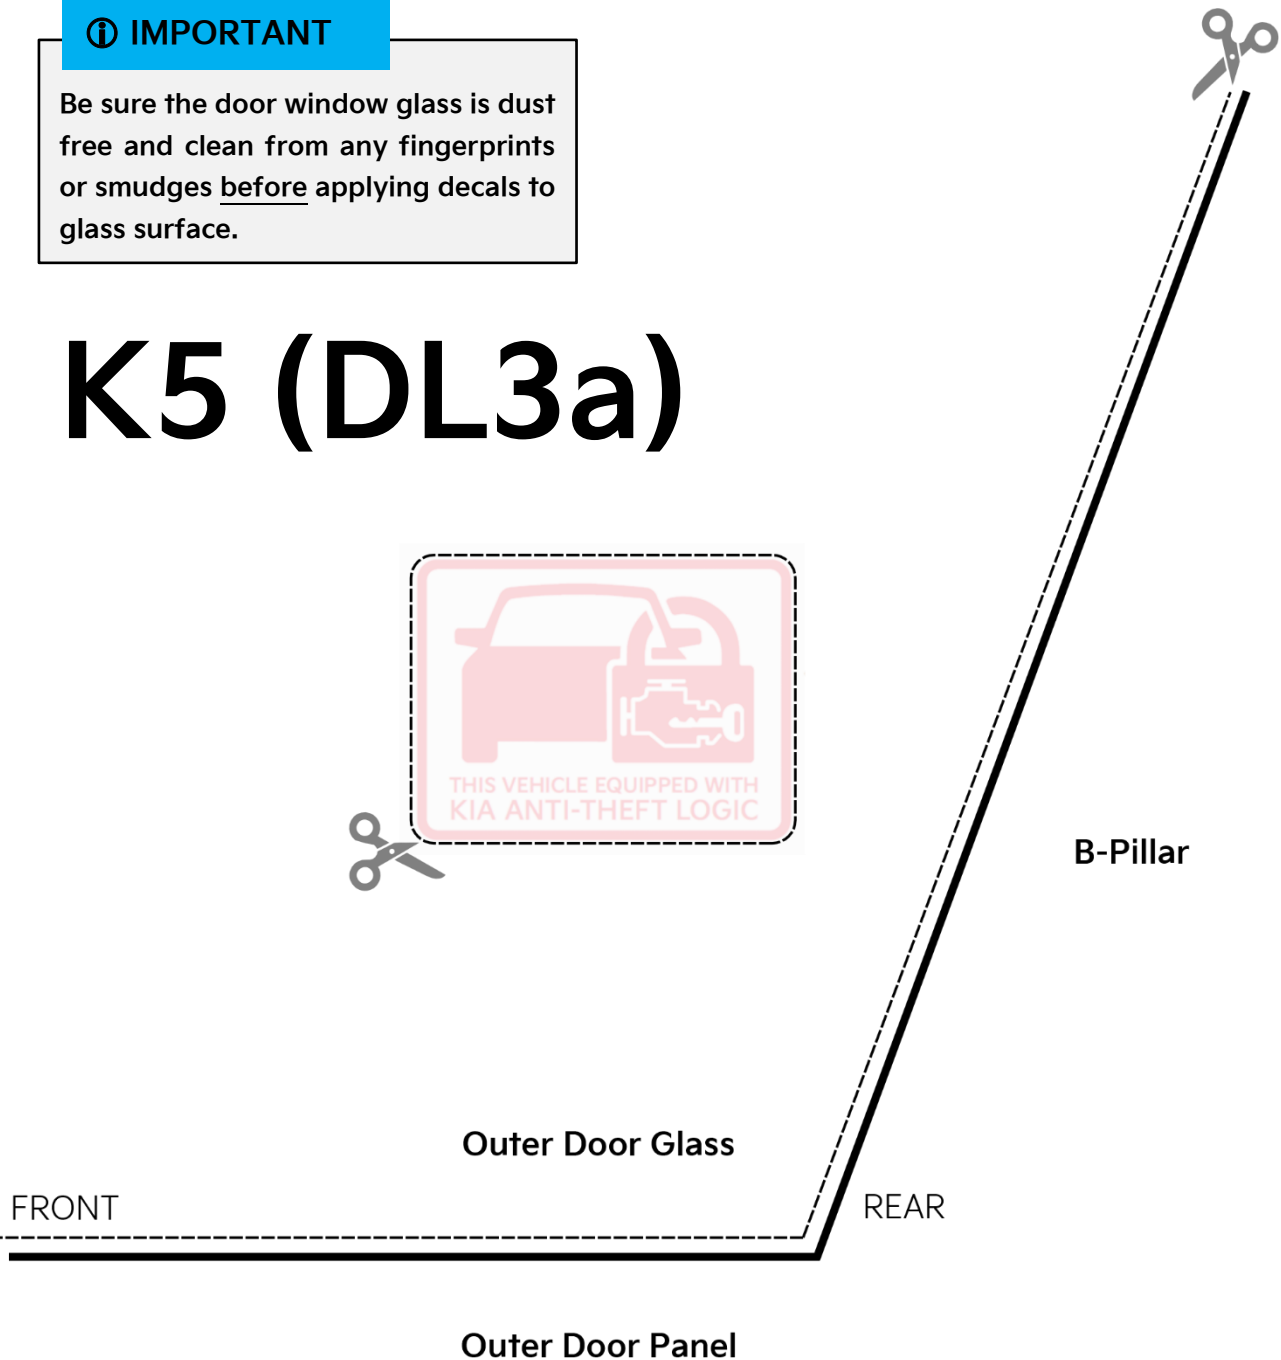 IMPORTANT
Be sure the door window glass is dust
free and clean from any fingerprints
or smudges before applying decals to
glass surface.
K5 (DL3a)
THIS VEHICLE EQUIPPED WITH
KIA ANTI-THEFT LOGIC
B-Pillar
Outer Door Glass
FRONT
REAR
Outer Door Panel